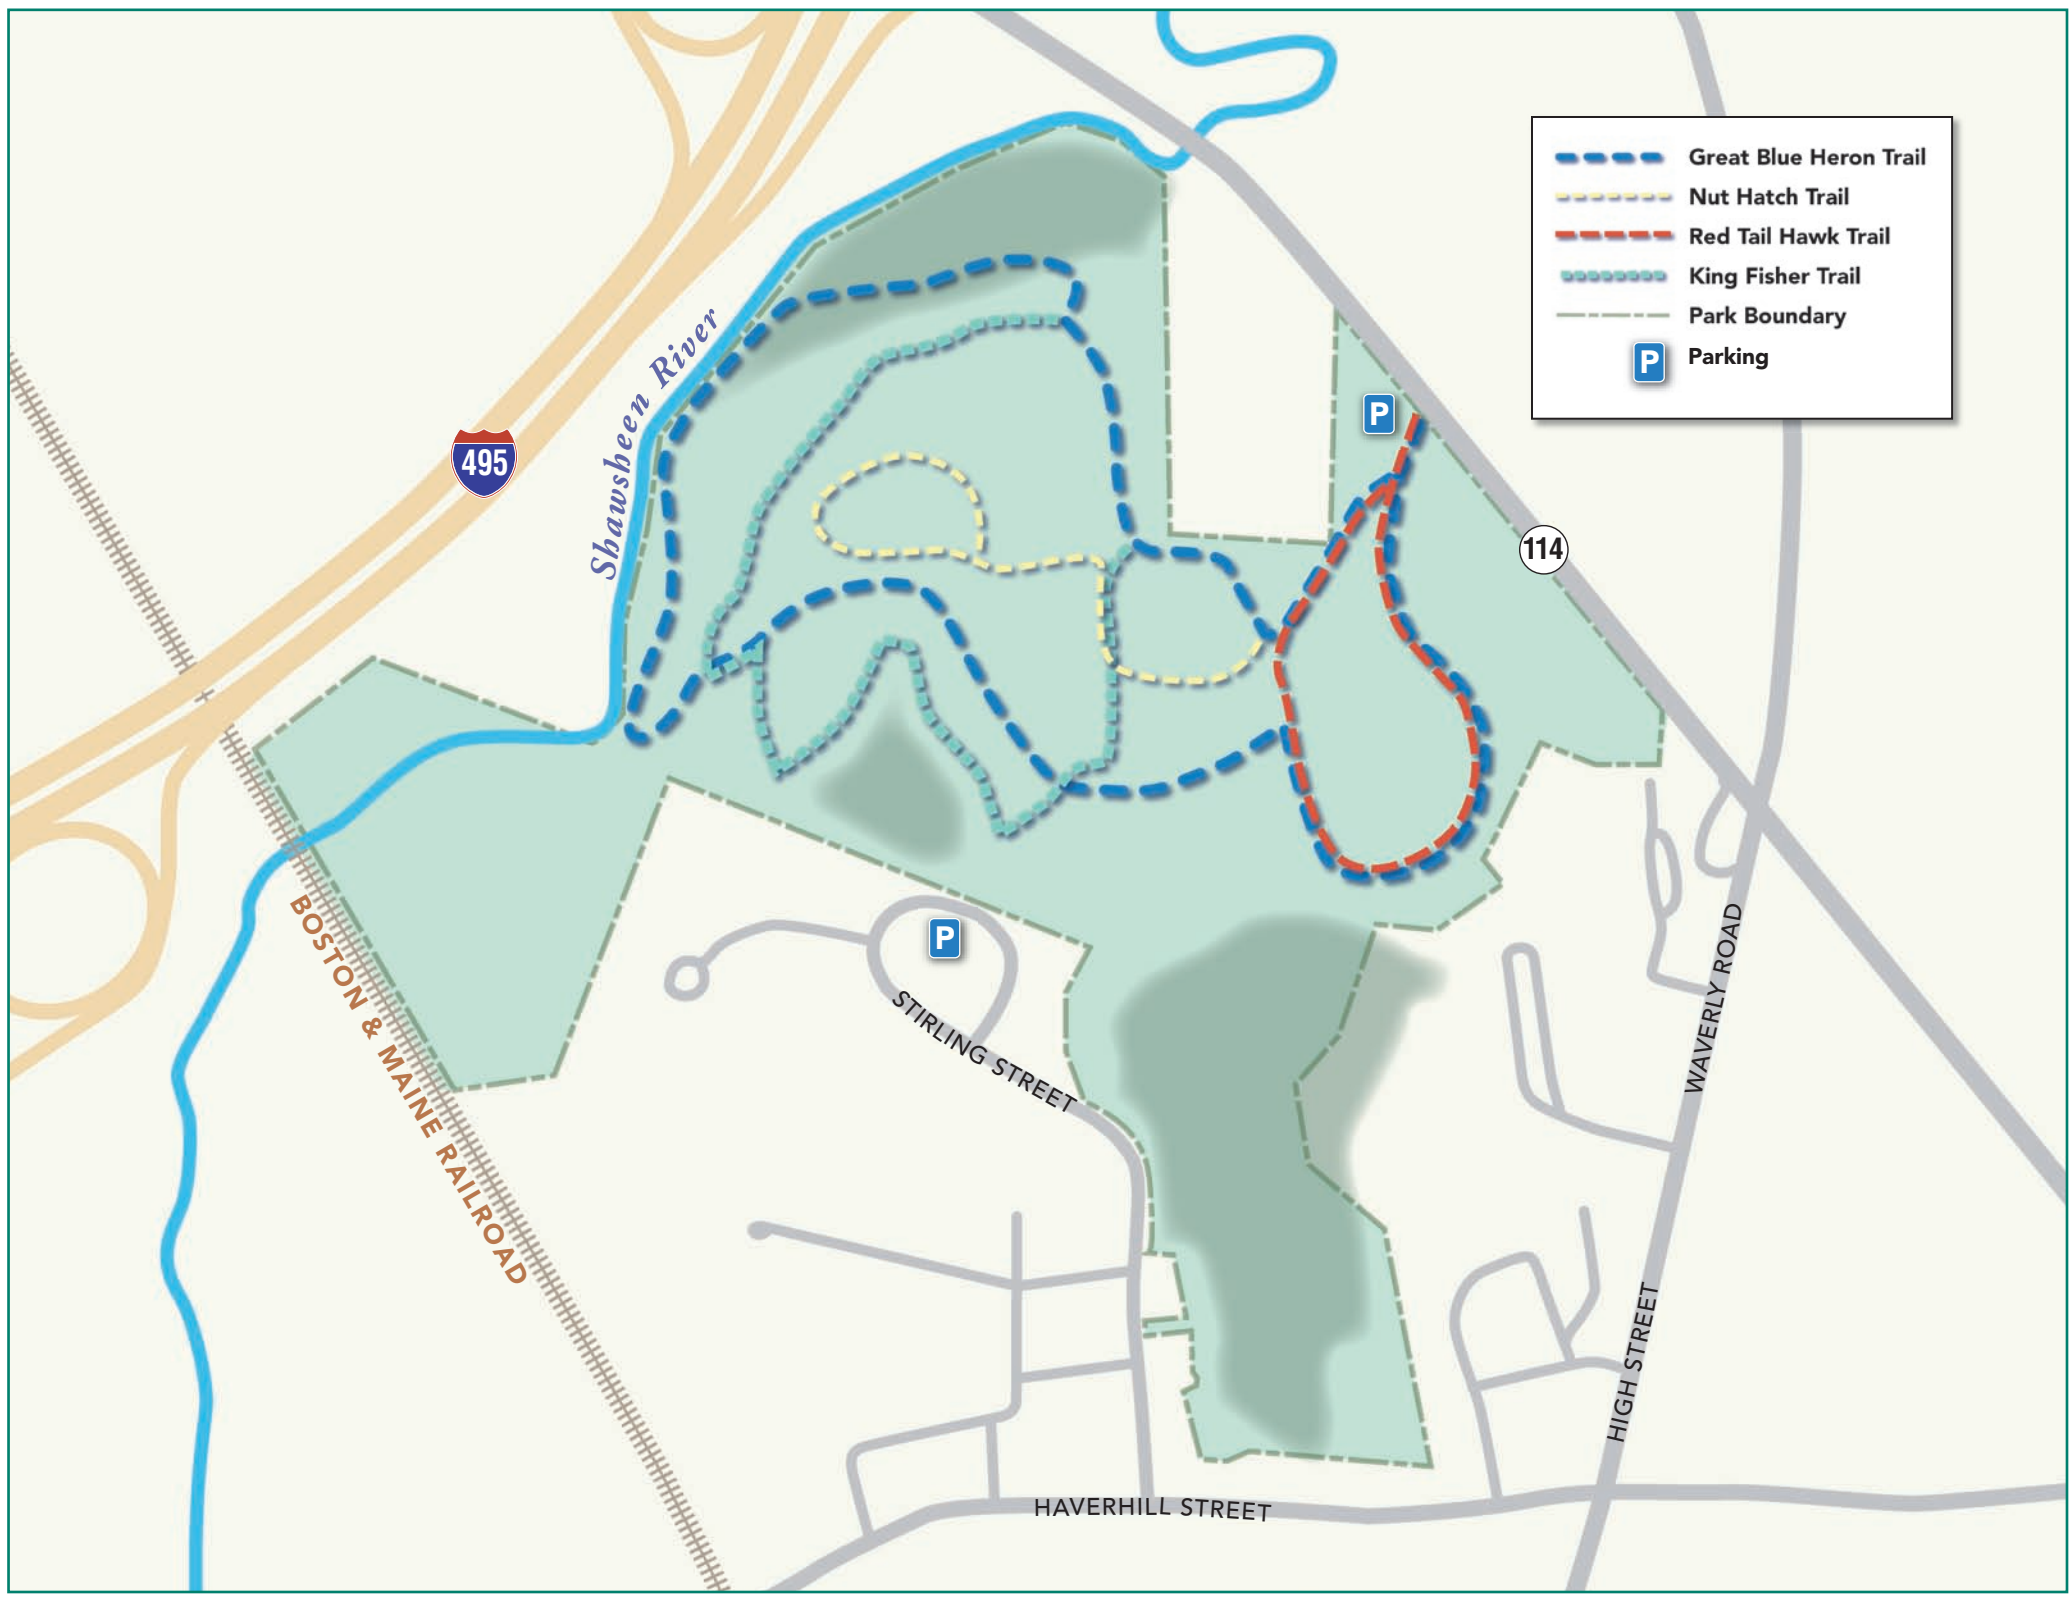 Great Blue Heron Trail
Nut Hatch Trail
Red Tail Hawk Trail
King Fisher Trail
Park Boundary
P Parking
Shawsheen River
P
495
114
BOSTON & MAINE RAILROAD
P
STIRLING STREET
WAVERLY ROAD
HIGH STREET
HAVERHILL STREET